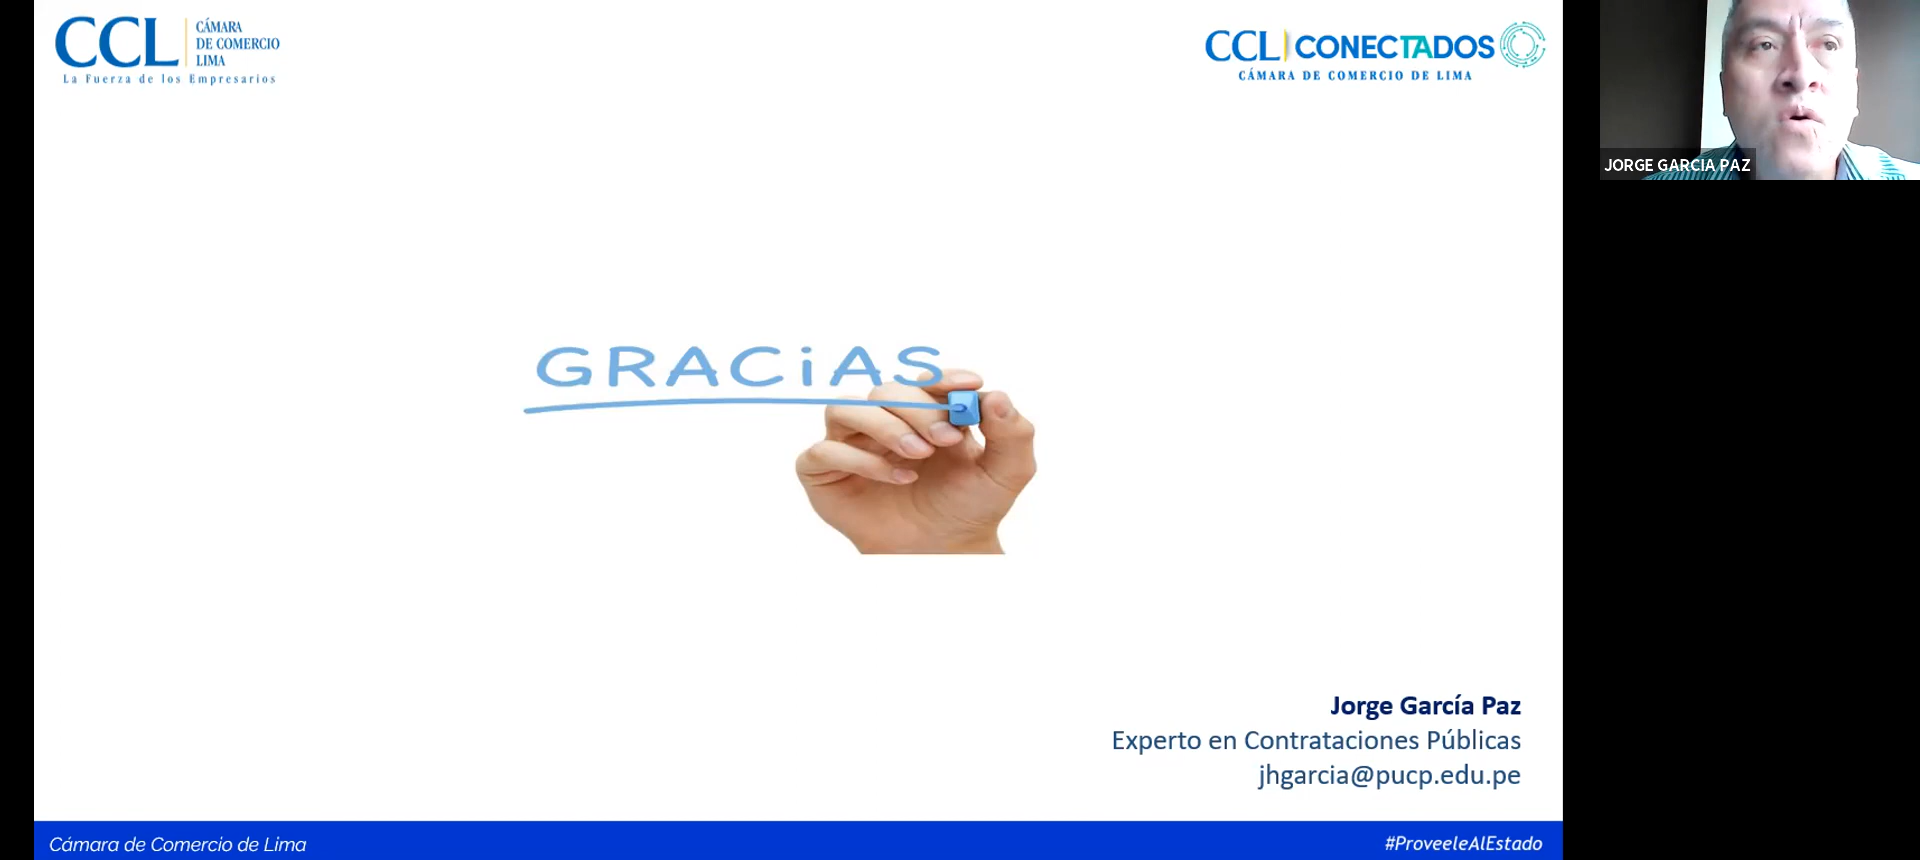 CCL CÁMARA
DE COMERCIO
LIMA
La Fuerza de los Empresarios
CCL CONECTADOS
CÁMARA DE COMERCIO DE LIMA
JORGE GARCIA PAZ
GRACiAS
Jorge García Paz
Experto en Contrataciones Públicas
jhgarcia@pucp.edu.pe
Cámara de Comercio de Lima
#ProveeleAlEstado